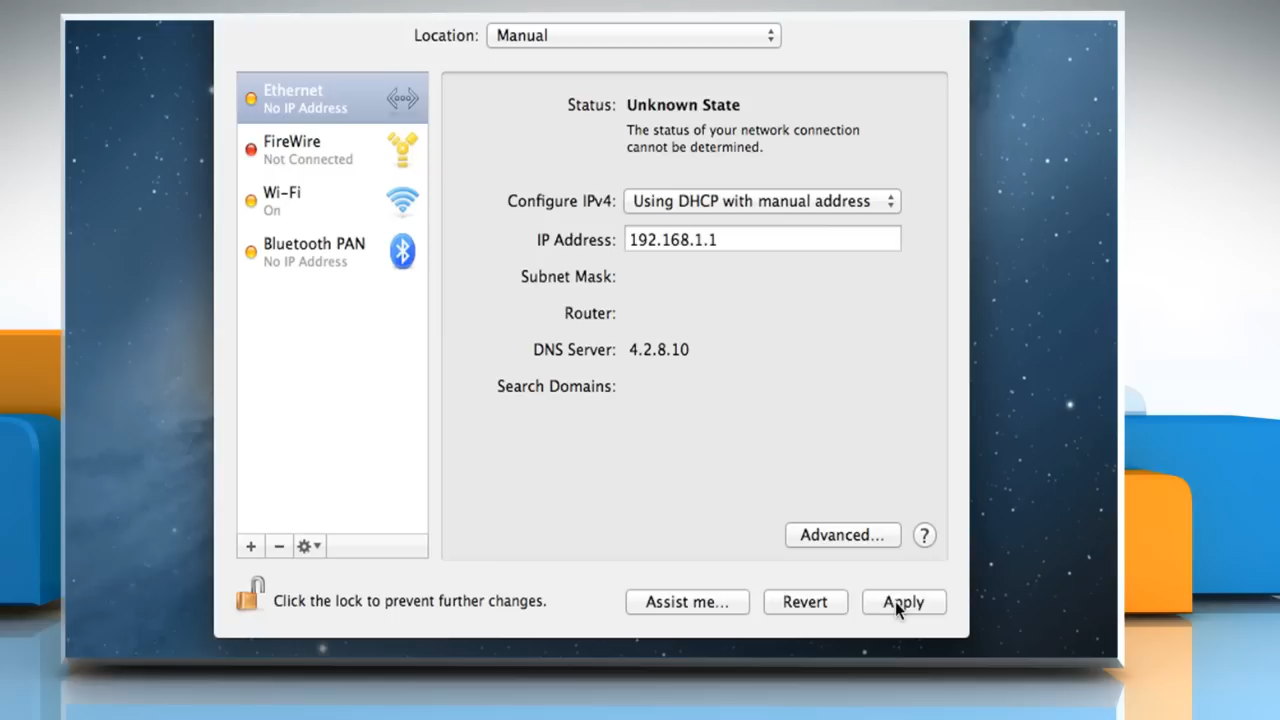 Location: Manual
Ethernet
No IP Address
FireWire
Not Connected
Wi-Fi
On
Bluetooth PAN
No IP Address
Status: Unknown State
The status of your network connection
cannot be determined.
Configure IPv4: Using DHCP with manual address
IP Address: 192.168.1.1
Subnet Mask:
Router:
DNS Server: 4.2.8.10
Search Domains:
Advanced... ?
Click the lock to prevent further changes.
Assist me... Revert Apply